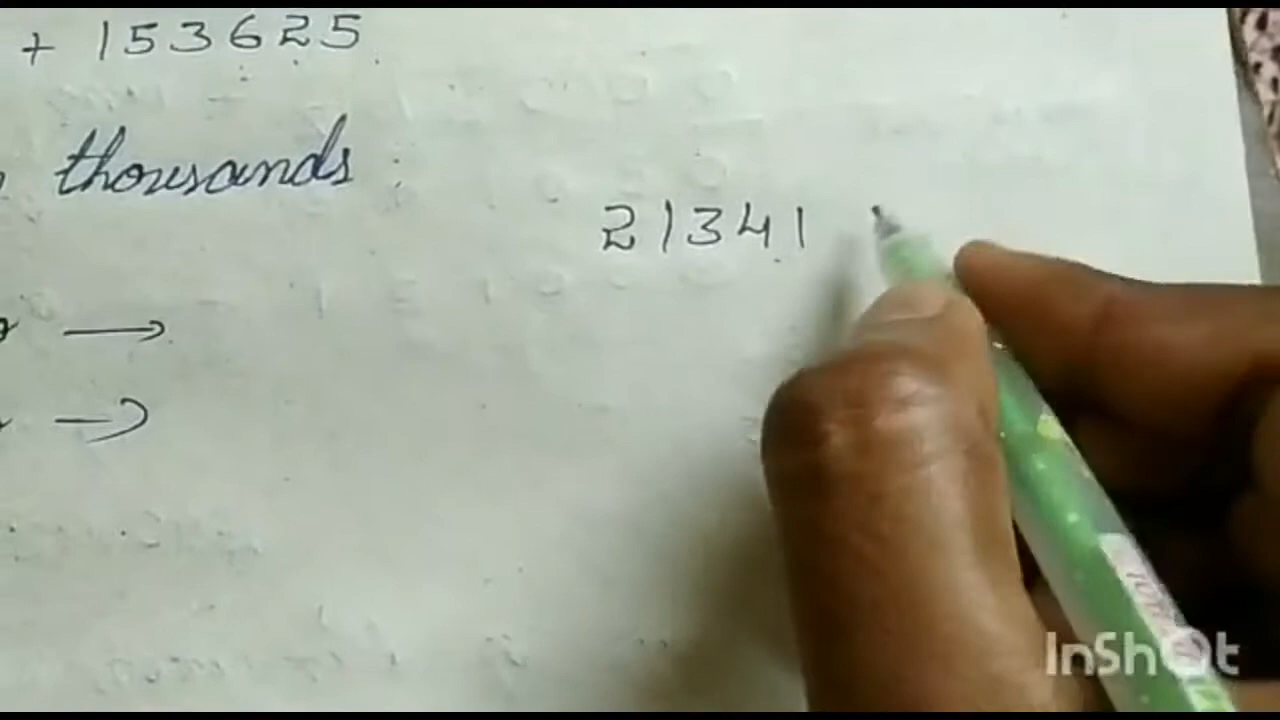 + 153625
thousands
21341
→
→
InShot